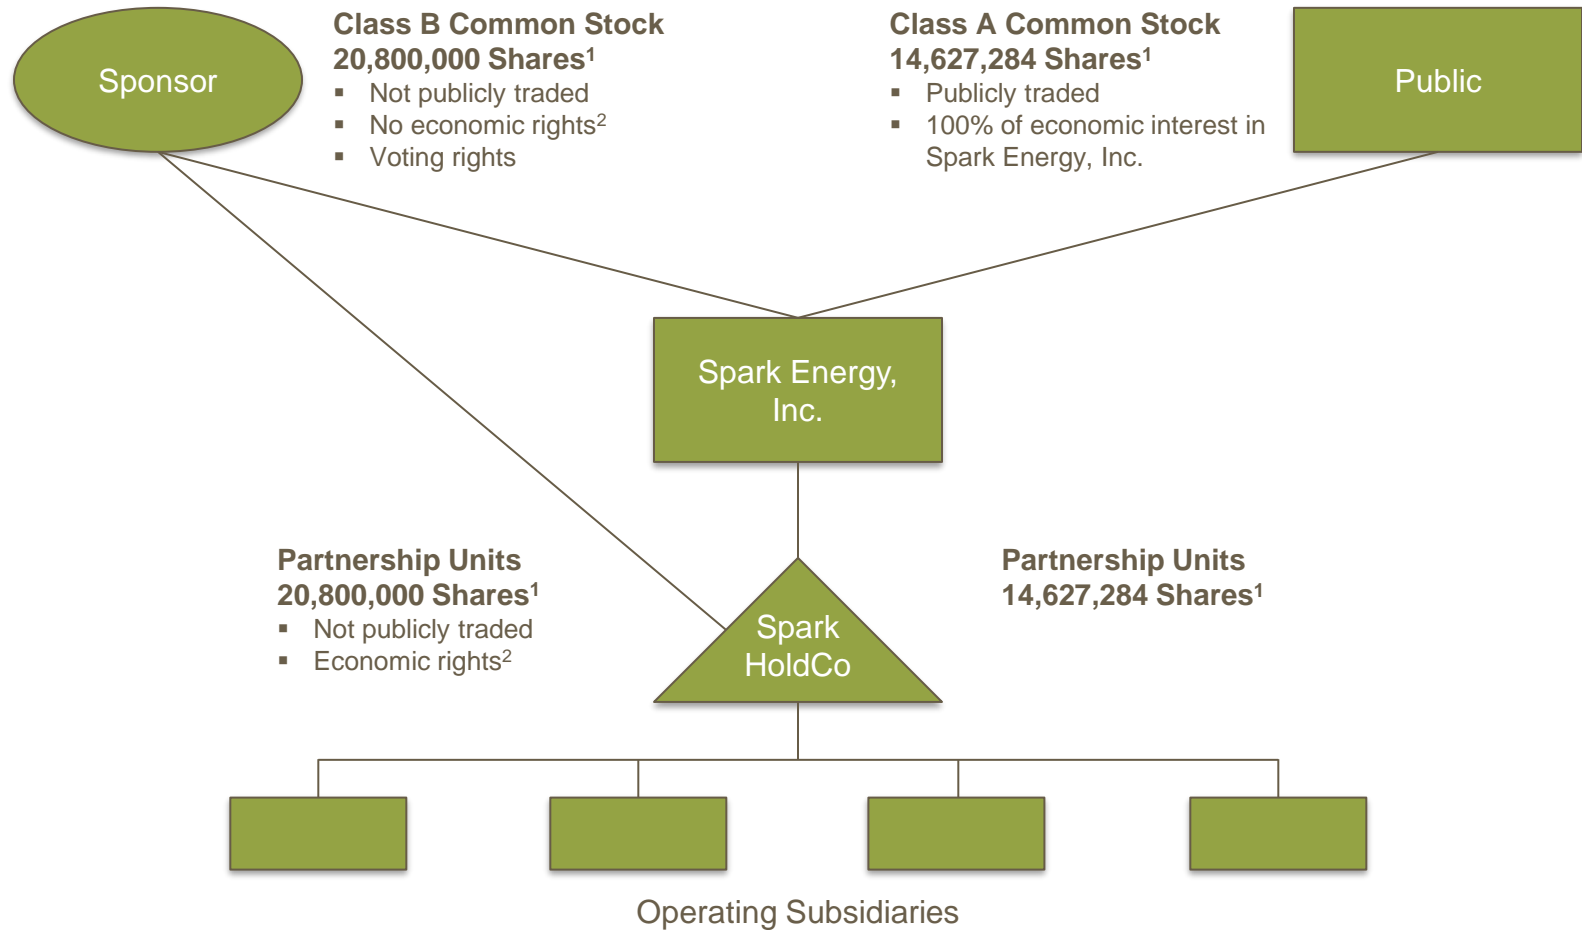 Sponsor
Class B Common Stock
20,800,000 Shares¹
▪ Not publicly traded
▪ No economic rights²
▪ Voting rights
Class A Common Stock
14,627,284 Shares¹
▪ Publicly traded
▪ 100% of economic interest in
Spark Energy, Inc.
Public
Spark Energy,
Inc.
Partnership Units
20,800,000 Shares¹
▪ Not publicly traded
▪ Economic rights²
Spark
HoldCo
Partnership Units
14,627,284 Shares¹
Operating Subsidiaries